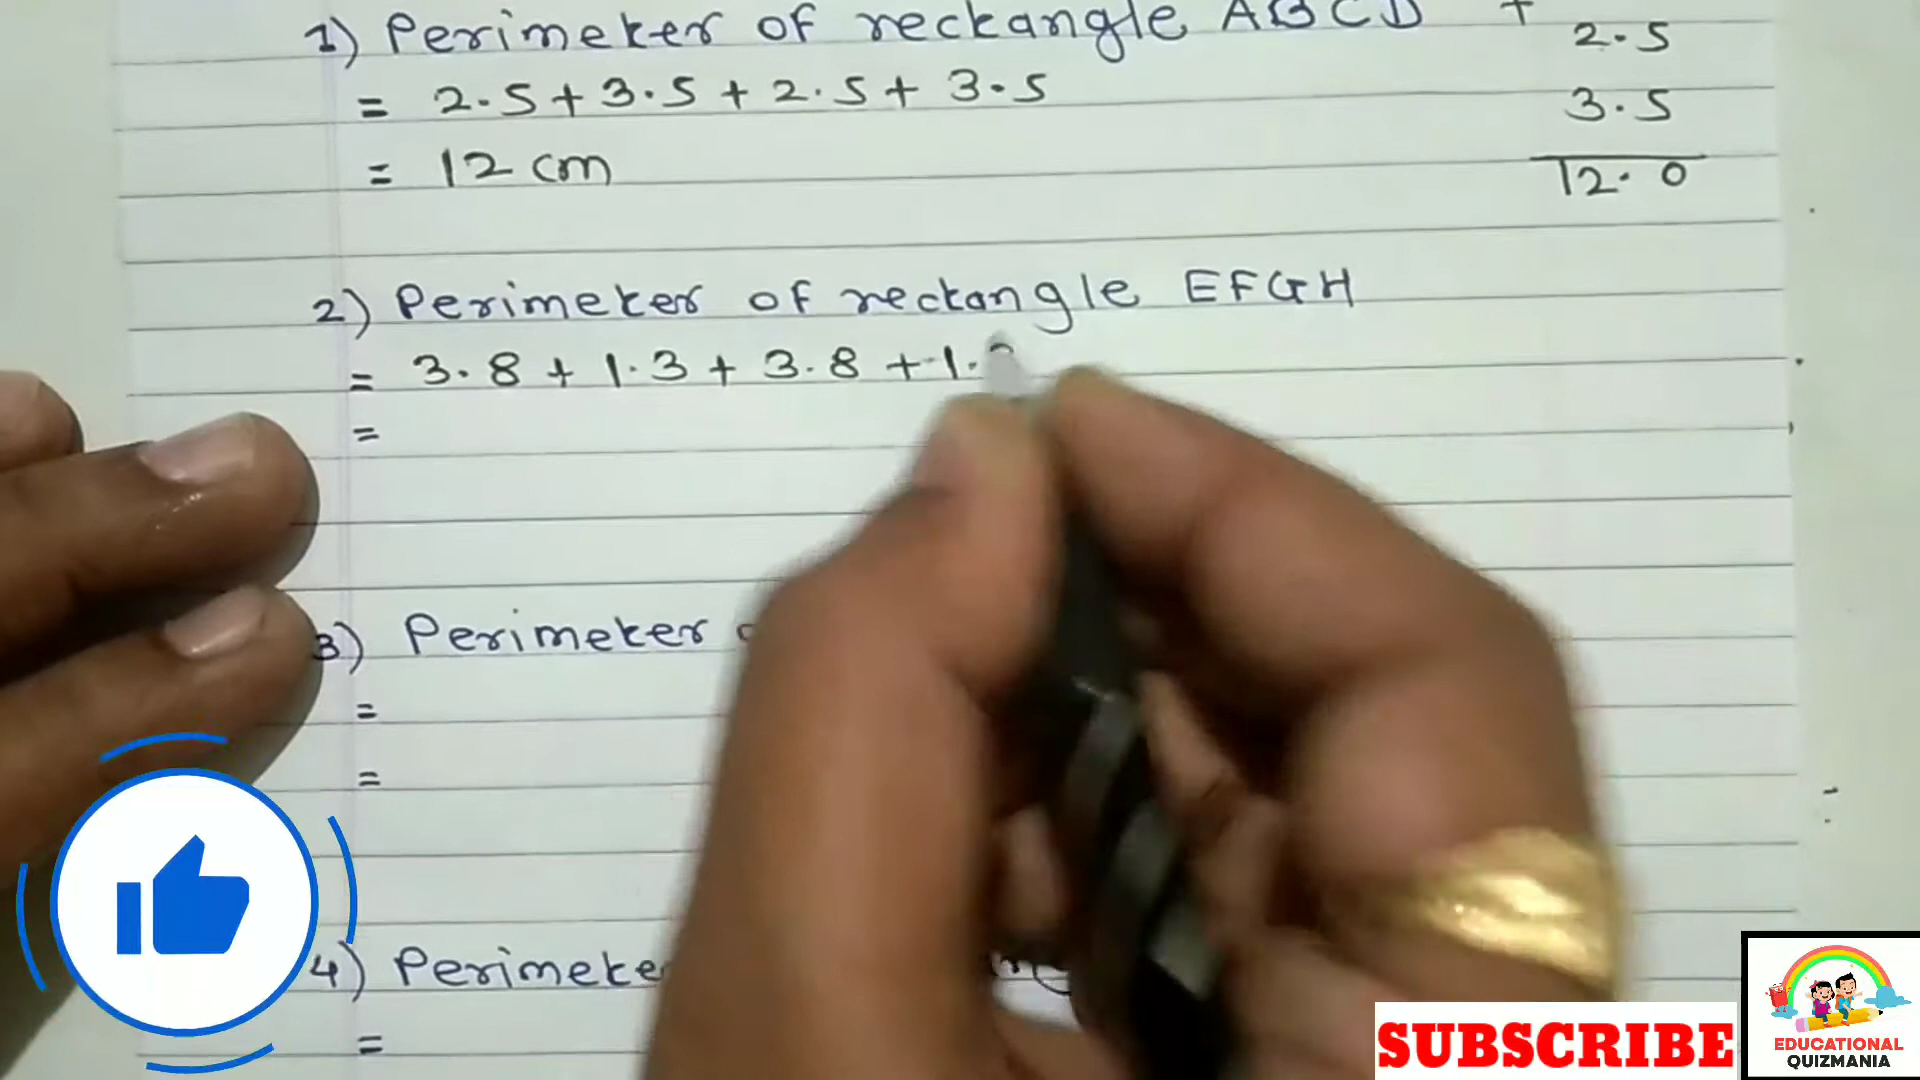 1) Perimeter of rectangle ABCD +
= 2.5 + 3.5 + 2.5 + 3.5
= 12 cm
2.5
3.5
12.0
2) Perimeter of rectangle EFGH
= 3.8 + 1.3 + 3.8 + 1.
=
3) Perimeter
=
=
4)
=
SUBSCRIBE
EDUCATIONAL
QUIZMANIA